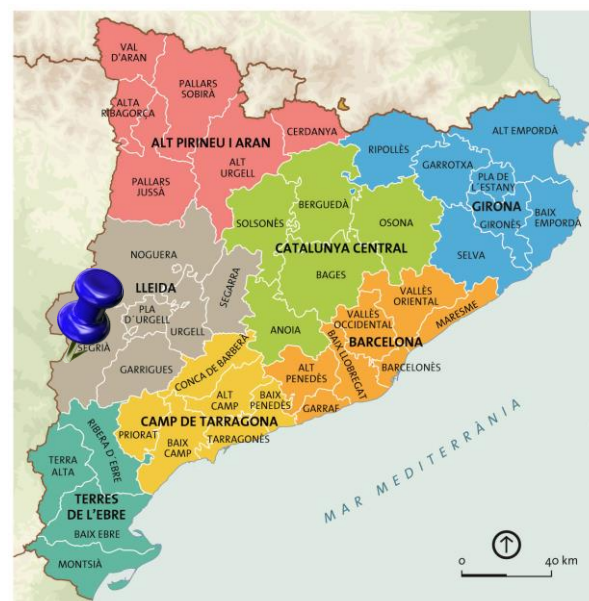 VAL
D'ARAN
PALLARS
SOBIRÀ
ALTA
RIBAGORÇA
ALT PIRINEU I ARAN
CERDANYA
ALT
URGELL
PALLARS
JUSSÀ
RIPOLLÈS
ALT EMPORDÀ
GARROTXA
PLA DE
L'ESTANY
GIRONA
GIRONÈS
BAIX
EMPORDÀ
SELVA
BERGUEDÀ
SOLSONÈS
OSONA
CATALUNYA CENTRAL
BAGES
ANOIA
NOGUERA
LLEIDA
SEGARRA
PLA
D'URGELL
URGELL
SEGRIÀ
GARRIGUES
VALLÈS
ORIENTAL
VALLÈS
OCCIDENTAL
MARESME
BARCELONA
BAIX LLOBREGAT
BARCELONÈS
ALT
PENEDÈS
GARRAF
CONCA DE BARBERÀ
ALT
CAMP
BAIX
PENEDÈS
CAMP DE TARRAGONA
PRIORAT
BAIX
CAMP
TARRAGONÈS
RIBERA D'EBRE
TERRA
ALTA
TERRES
DE L'EBRE
BAIX EBRE
MONTSIÀ
MAR MEDITERRÀNIA
0 40 km